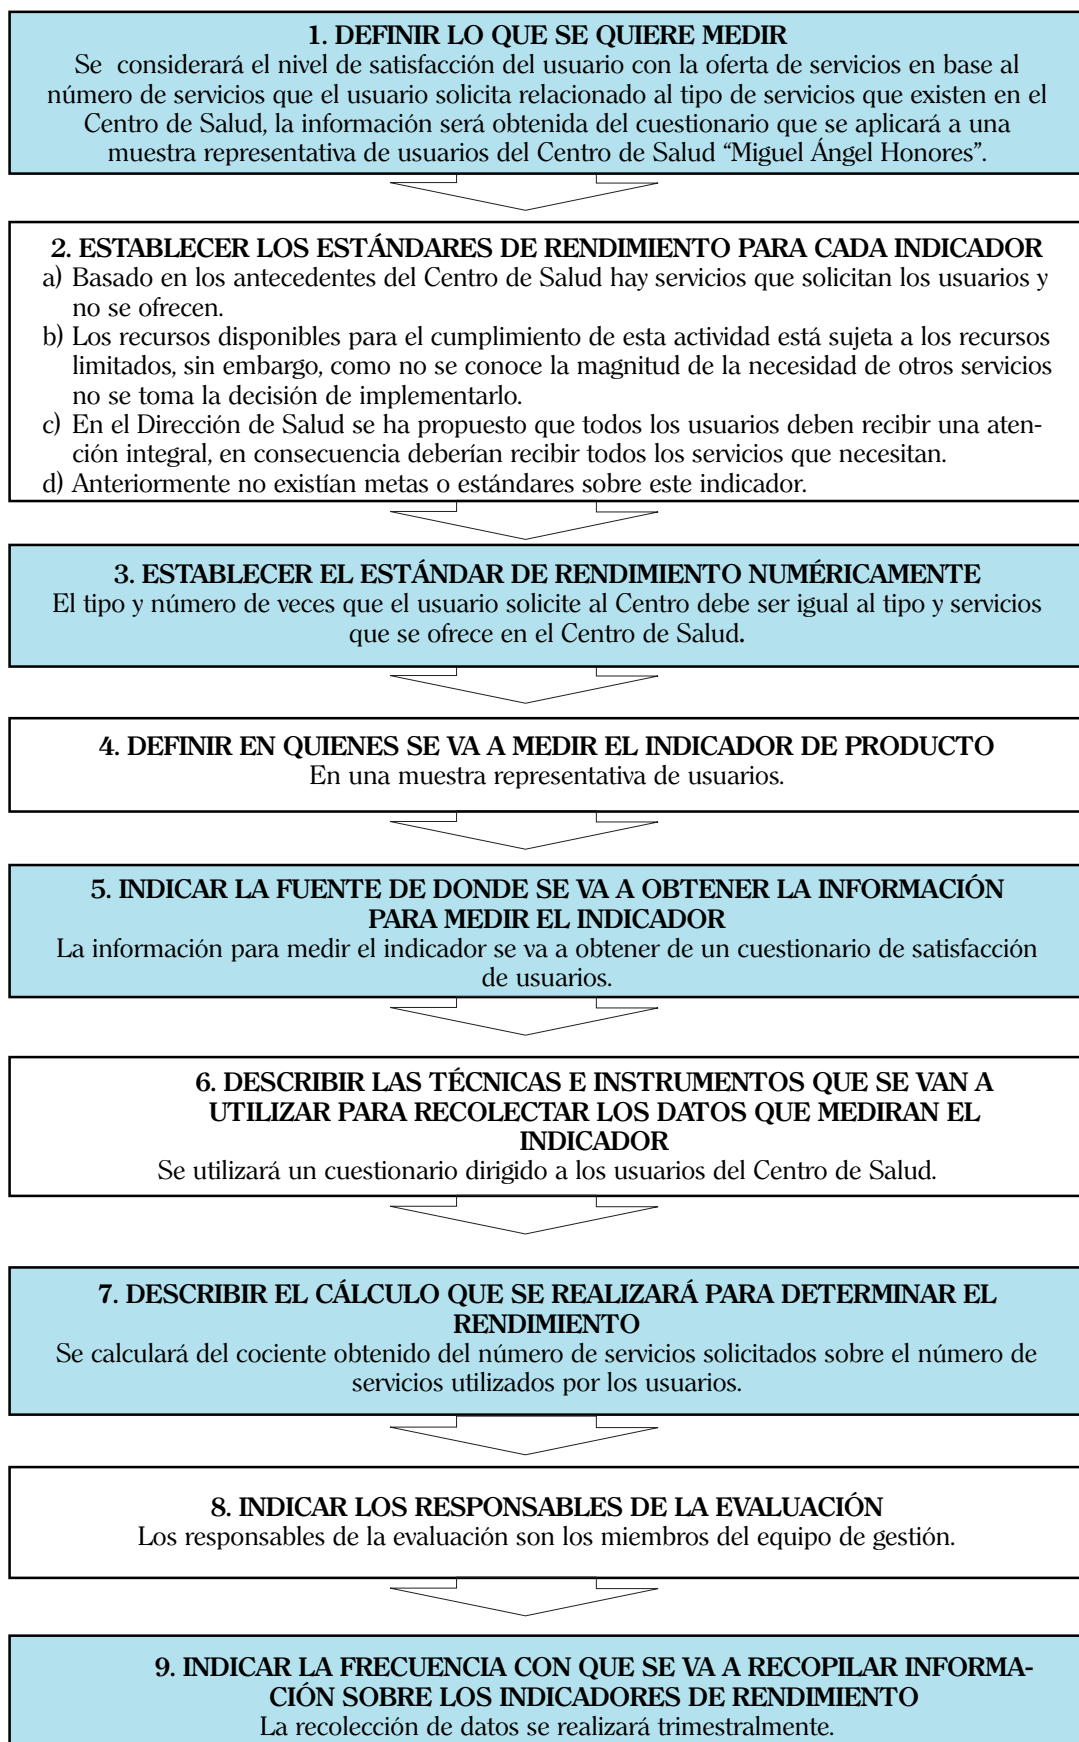 1. DEFINIR LO QUE SE QUIERE MEDIR
Se considerará el nivel de satisfacción del usuario con la oferta de servicios en base al
número de servicios que el usuario solicita relacionado al tipo de servicios que existen en el
Centro de Salud, la información será obtenida del cuestionario que se aplicará a una
muestra representativa de usuarios del Centro de Salud “Miguel Ángel Honores”.
2. ESTABLECER LOS ESTÁNDARES DE RENDIMIENTO PARA CADA INDICADOR
a) Basado en los antecedentes del Centro de Salud hay servicios que solicitan los usuarios y
no se ofrecen.
b) Los recursos disponibles para el cumplimiento de esta actividad está sujeta a los recursos
limitados, sin embargo, como no se conoce la magnitud de la necesidad de otros servicios
no se toma la decisión de implementarlo.
c) En el Dirección de Salud se ha propuesto que todos los usuarios deben recibir una aten-
ción integral, en consecuencia deberían recibir todos los servicios que necesitan.
d) Anteriormente no existían metas o estándares sobre este indicador.
3. ESTABLECER EL ESTÁNDAR DE RENDIMIENTO NUMÉRICAMENTE
El tipo y número de veces que el usuario solicite al Centro debe ser igual al tipo y servicios
que se ofrece en el Centro de Salud.
4. DEFINIR EN QUIENES SE VA A MEDIR EL INDICADOR DE PRODUCTO
En una muestra representativa de usuarios.
5. INDICAR LA FUENTE DE DONDE SE VA A OBTENER LA INFORMACIÓN
PARA MEDIR EL INDICADOR
La información para medir el indicador se va a obtener de un cuestionario de satisfacción
de usuarios.
6. DESCRIBIR LAS TÉCNICAS E INSTRUMENTOS QUE SE VAN A
UTILIZAR PARA RECOLECTAR LOS DATOS QUE MEDIRAN EL
INDICADOR
Se utilizará un cuestionario dirigido a los usuarios del Centro de Salud.
7. DESCRIBIR EL CÁLCULO QUE SE REALIZARÁ PARA DETERMINAR EL
RENDIMIENTO
Se calculará del cociente obtenido del número de servicios solicitados sobre el número de
servicios utilizados por los usuarios.
8. INDICAR LOS RESPONSABLES DE LA EVALUACIÓN
Los responsables de la evaluación son los miembros del equipo de gestión.
9. INDICAR LA FRECUENCIA CON QUE SE VA A RECOPILAR INFORMA-
CIÓN SOBRE LOS INDICADORES DE RENDIMIENTO
La recolección de datos se realizará trimestralmente.